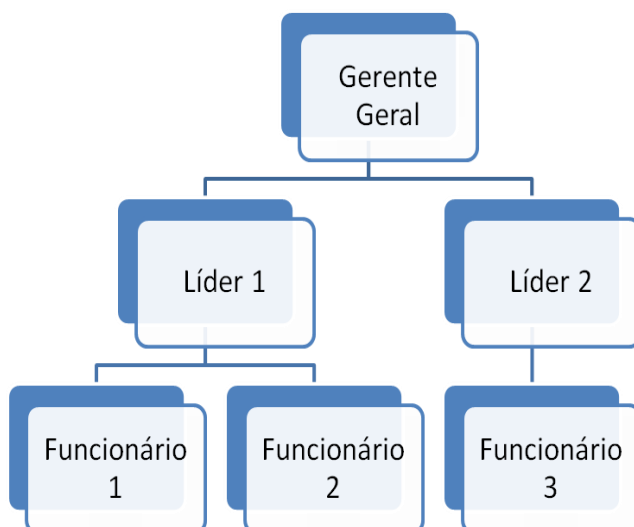 Gerente
Geral
Líder 1
Líder 2
Funcionário
1
Funcionário
2
Funcionário
3